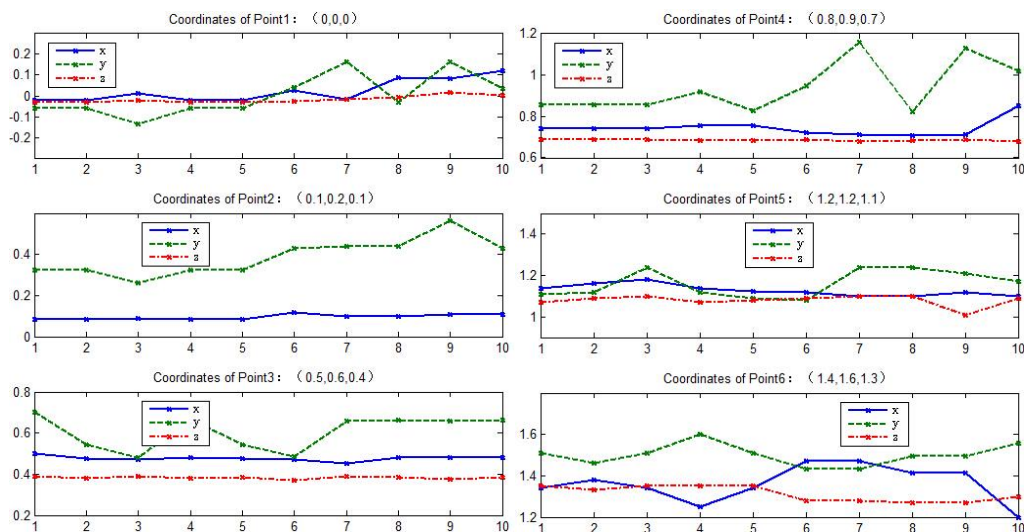 Coordinates of Point1：（0,0,0）
0.2
0.1
0
-0.1
-0.2
x
y
z
1 2 3 4 5 6 7 8 9 10
Coordinates of Point4：（0.8,0.9,0.7）
1.2
1
0.8
0.6
x
y
z
1 2 3 4 5 6 7 8 9 10
Coordinates of Point2：（0.1,0.2,0.1）
0.4
0.2
0
x
y
z
1 2 3 4 5 6 7 8 9 10
Coordinates of Point5：（1.2,1.2,1.1）
1.4
1.2
1
x
y
z
1 2 3 4 5 6 7 8 9 10
Coordinates of Point3：（0.5,0.6,0.4）
0.8
0.6
0.4
0.2
x
y
z
1 2 3 4 5 6 7 8 9 10
Coordinates of Point6：（1.4,1.6,1.3）
1.6
1.4
1.2
x
y
z
1 2 3 4 5 6 7 8 9 10